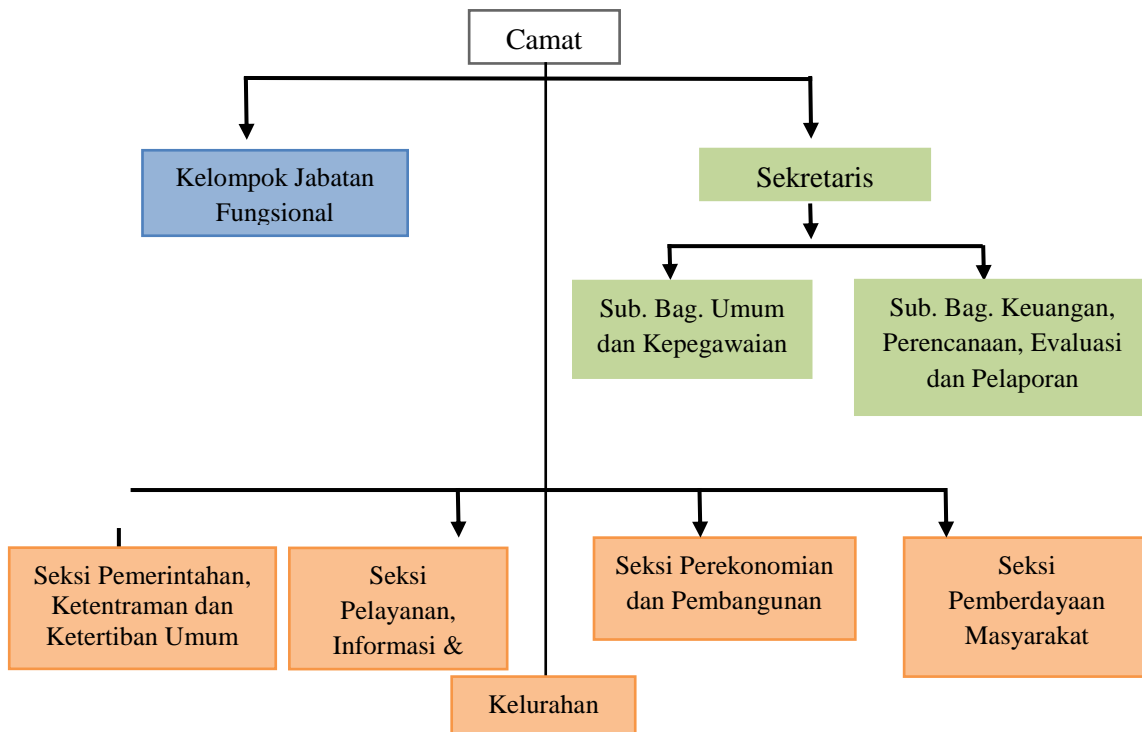 Camat
Kelompok Jabatan
Fungsional
Sekretaris
Sub. Bag. Umum
dan Kepegawaian
Sub. Bag. Keuangan,
Perencanaan, Evaluasi
dan Pelaporan
Seksi Pemerintahan,
Ketentraman dan
Ketertiban Umum
Seksi
Pelayanan,
Informasi &
Seksi Perekonomian
dan Pembangunan
Seksi
Pemberdayaan
Masyarakat
Kelurahan